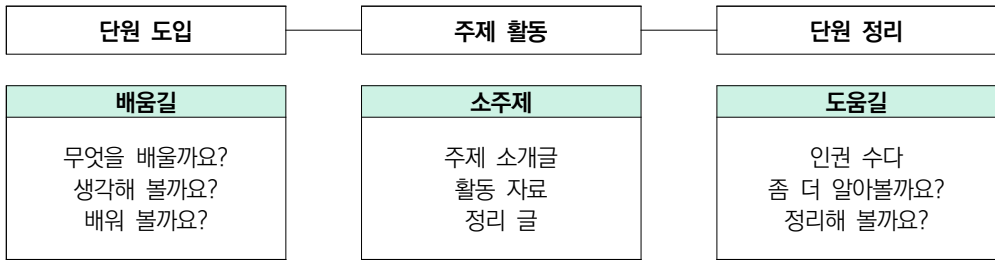 단원 도입
주제 활동
단원 정리
배움길
무엇을 배울까요?
생각해 볼까요?
배워 볼까요?
소주제
주제 소개글
활동 자료
정리 글
도움길
인권 수다
좀 더 알아볼까요?
정리해 볼까요?